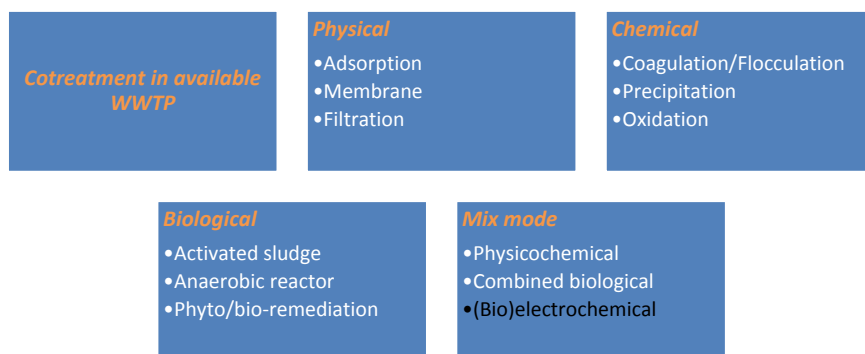 Cotreatment in available
WWTP
Physical
•Adsorption
•Membrane
•Filtration
Chemical
•Coagulation/Flocculation
•Precipitation
•Oxidation
Biological
•Activated sludge
•Anaerobic reactor
•Phyto/bio-remediation
Mix mode
•Physicochemical
•Combined biological
•(Bio)electrochemical